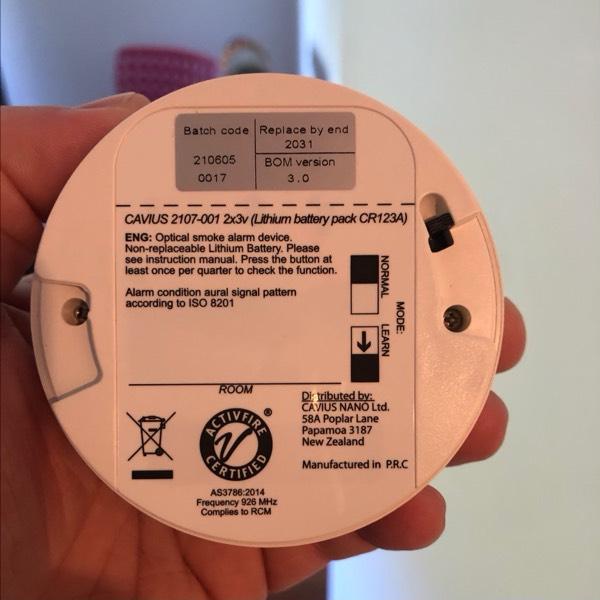 Batch code
210605
0017
Replace by end
2031
BOM version
3.0
CAVIUS 2107-001 2x3v (Lithium battery pack CR123A)
ENG: Optical smoke alarm device.
Non-replaceable Lithium Battery. Please
see instruction manual. Press the button at
least once per quarter to check the function.
Alarm condition aural signal pattern
according to ISO 8201
NORMAL
MODE:
LEARN
ROOM
ACTIVFIRE ®
CERTIFIED
AS3786:2014
Frequency 926 MHz
Complies to RCM
Distributed by:
CAVIUS NANO Ltd.
58A Poplar Lane
Papamoa 3187
New Zealand
Manufactured in P.R.C